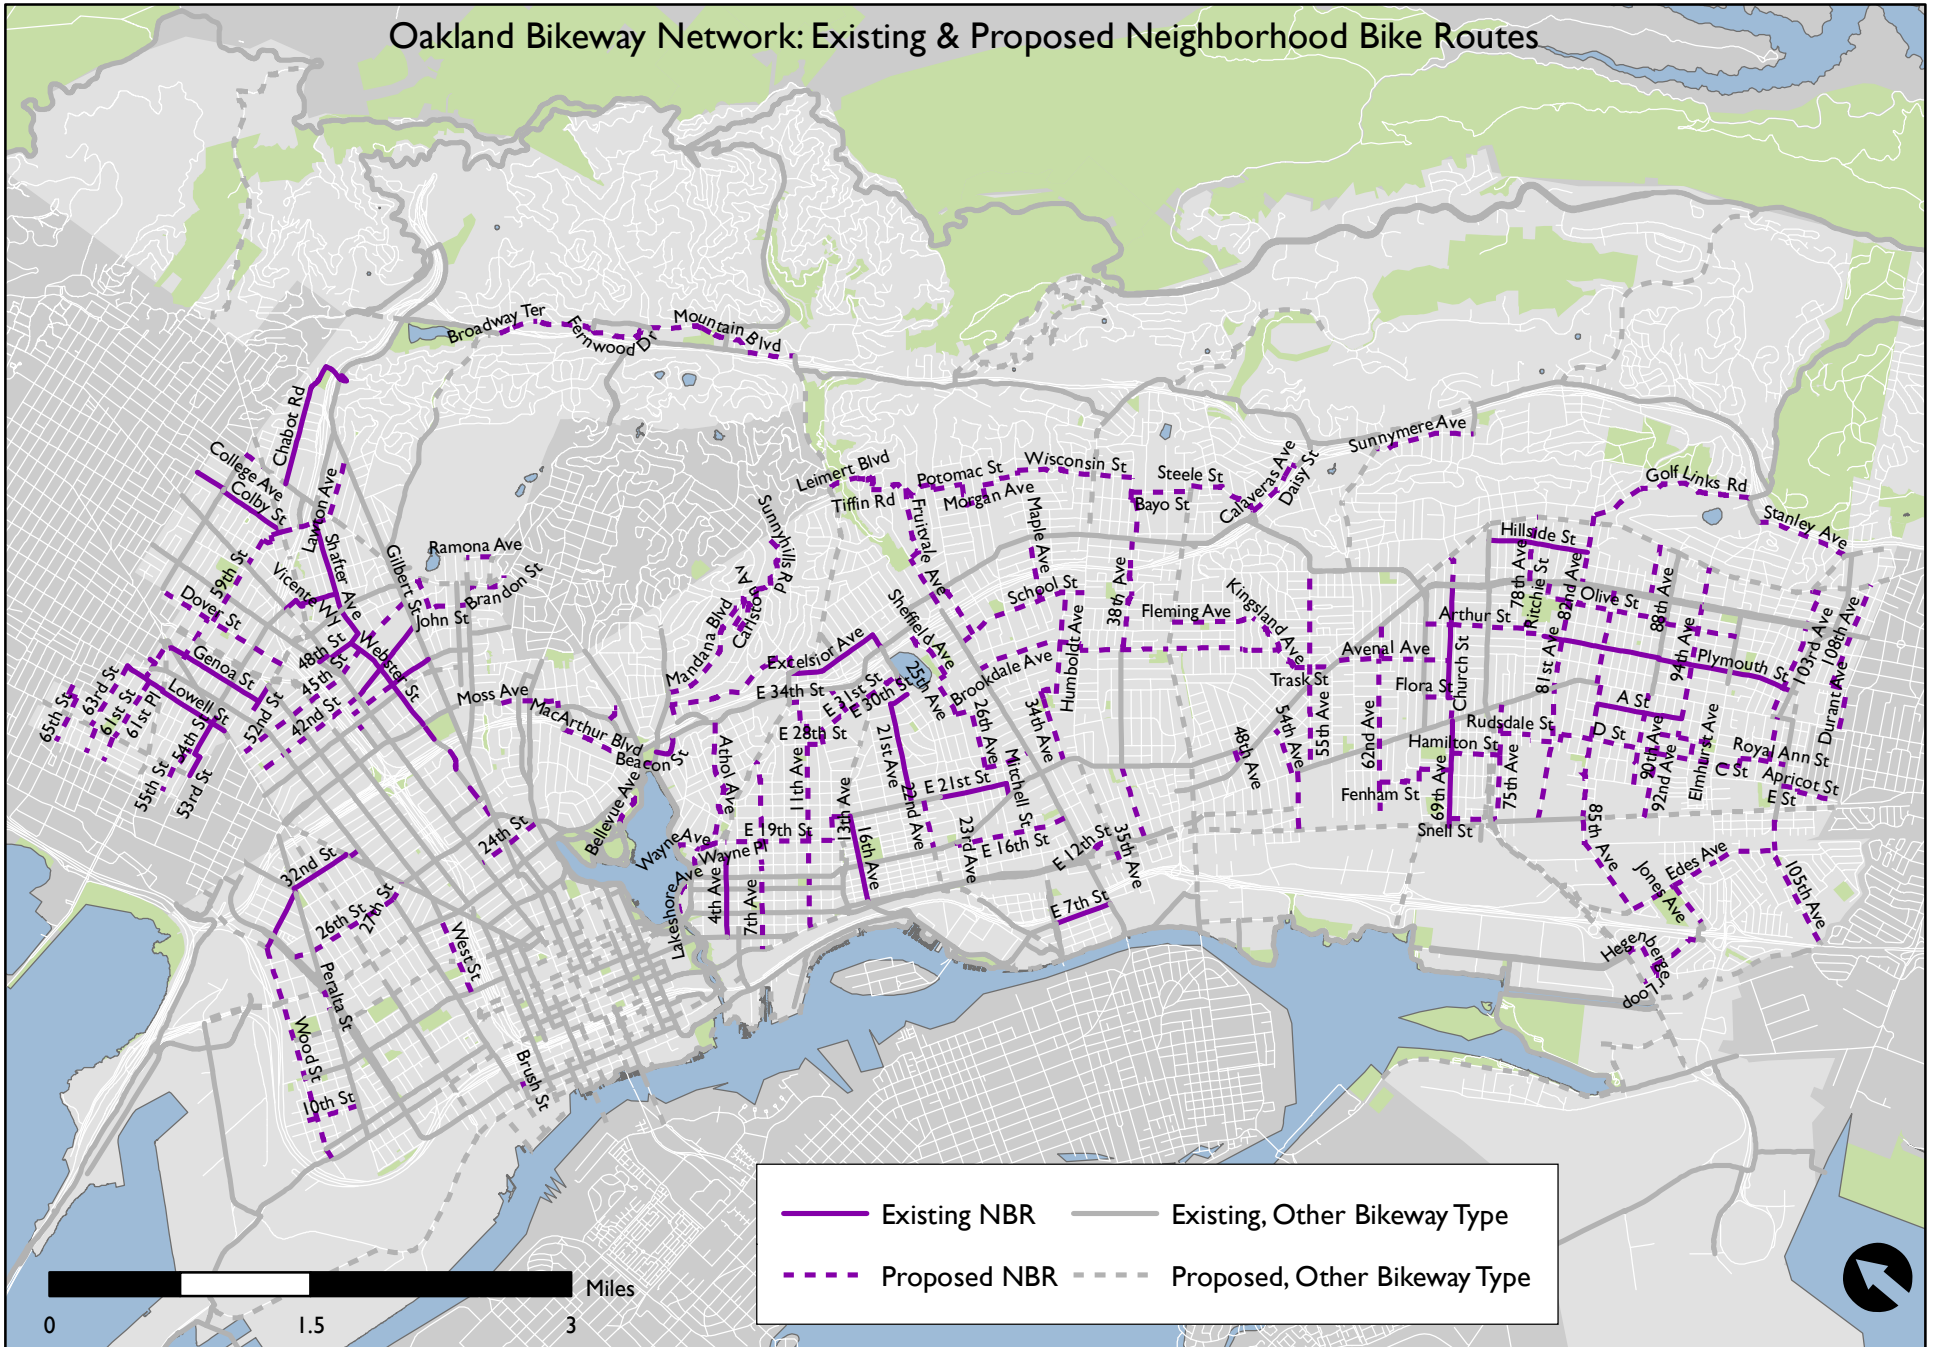 Oakland Bikeway Network: Existing & Proposed Neighborhood Bike Routes
Broadway Ter
Fernwood Dr
Mountain Blvd
Chabot Rd
College Ave
Colby St
Lawton Ave
Shafter Ave
Gilbert St
Ramona Ave
Brandon St
John St
59th St
Vicente Wy
Dover St
48th St
Webster St
45th St
42nd St
Genoa St
Lowell St
52nd St
65th St
63rd St
61st St
61st Pl
54th St
55th St
53rd St
Moss Ave
MacArthur Blvd
Beacon St
Bellevue Ave
24th St
32nd St
26th St
27th St
West St
Peralta St
Wood St
10th St
Brush St
Sunnyhills Rd
Carlston Av
Mandana Blvd
Leimert Blvd
Tiffin Rd
Potomac St
Morgan Ave
Fruitvale Ave
Wisconsin St
Maple Ave
Steele St
Bayo St
Calaveras Ave
Daisy St
Sunnymere Ave
Golf Links Rd
Stanley Ave
School St
38th Ave
Fleming Ave
Kingsland Ave
Sheffield Ave
Excelsior Ave
E 34th St
E 31st St
E 30th St
25th Ave
Brookdale Ave
Humboldt Ave
E 28th St
Athol Ave
11th Ave
21st Ave
26th Ave
34th Ave
Mitchell St
E 21st St
22nd Ave
13th Ave
16th Ave
E 19th St
Wayne Ave
Wayne Pl
Lakeshore Ave
4th Ave
7th Ave
23rd Ave
E 16th St
E 12th St
35th Ave
E 7th St
48th Ave
54th Ave
55th Ave
Trask St
Avenal Ave
62nd Ave
Flora St
Church St
Arthur St
Hamilton St
Fenham St
69th Ave
Snell St
75th Ave
Rudsdale St
Hillside St
78th Ave
Ritchie St
82nd Ave
Olive St
88th Ave
81st Ave
94th Ave
Plymouth St
103rd Ave
108th Ave
Durant Ave
A St
D St
90th Ave
92nd Ave
Elmhurst Ave
C St
Royal Ann St
Apricot St
E St
85th Ave
Jones Ave
Edes Ave
105th Ave
Hegenberger Loop
Existing NBR
Existing, Other Bikeway Type
Proposed NBR
Proposed, Other Bikeway Type
Miles
0 1.5 3